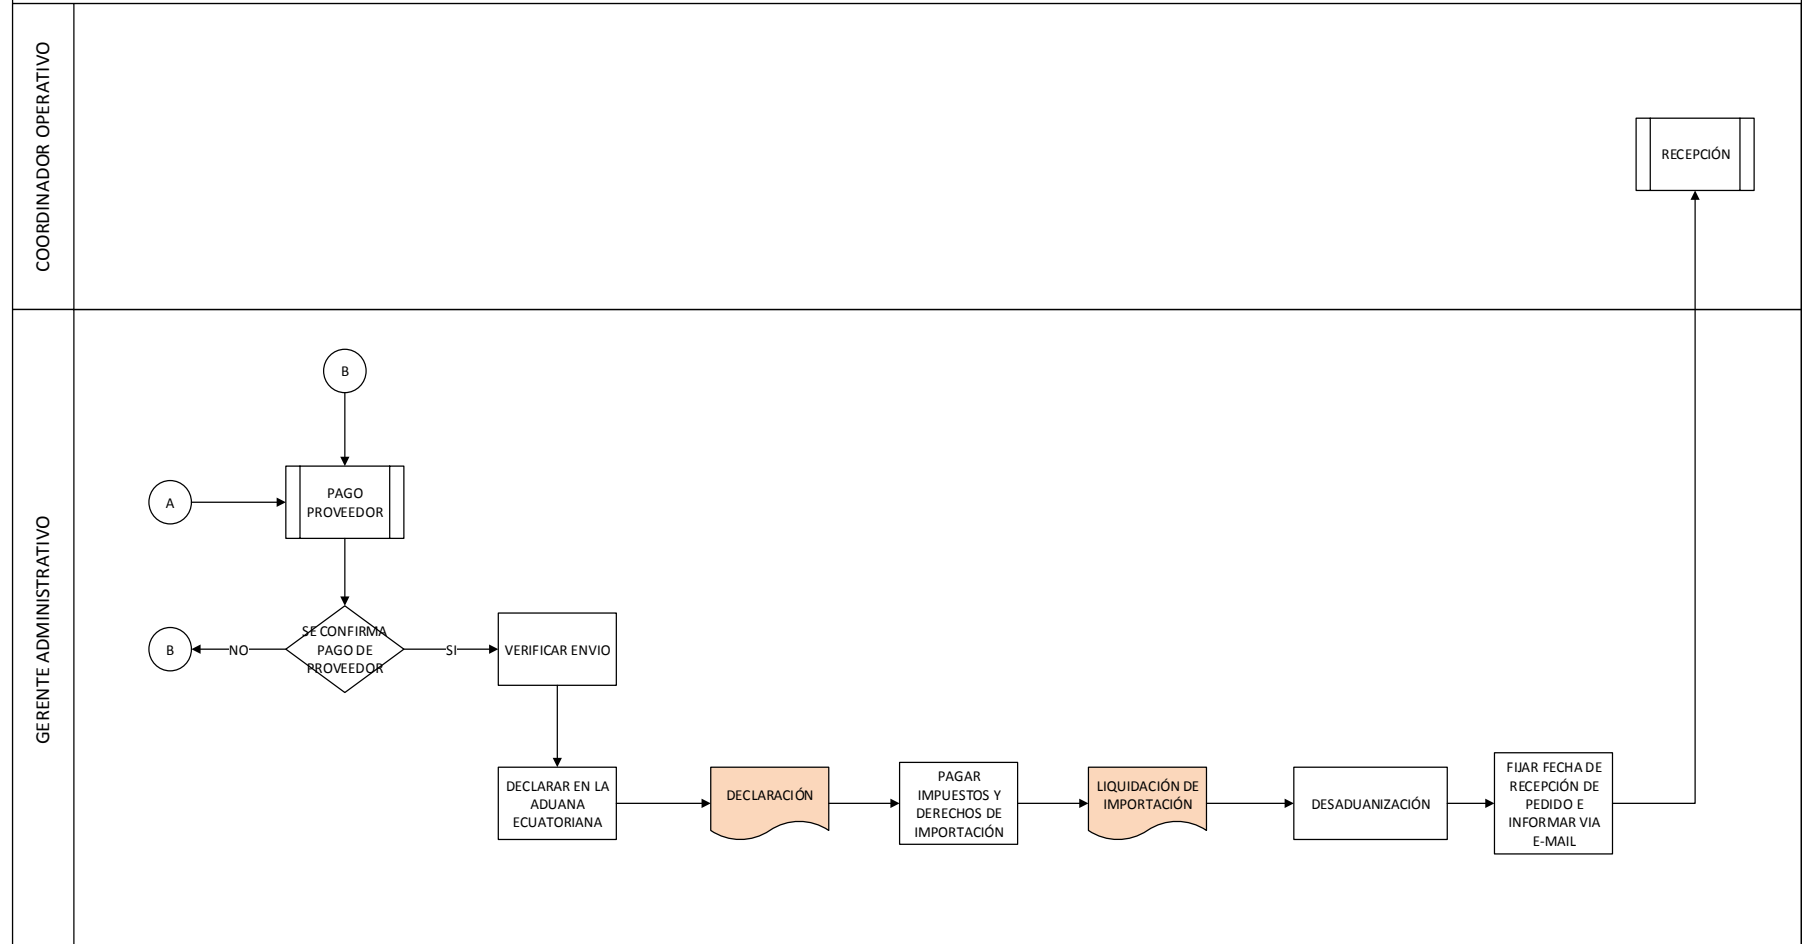 COORDINADOR OPERATIVO
RECEPCIÓN
GERENTE ADMINISTRATIVO
B
A
PAGO
PROVEEDOR
B
NO
SE CONFIRMA
PAGO DE
PROVEEDOR
SI
VERIFICAR ENVIO
DECLARAR EN LA
ADUANA
ECUATORIANA
DECLARACIÓN
PAGAR
IMPUESTOS Y
DERECHOS DE
IMPORTACIÓN
LIQUIDACIÓN DE
IMPORTACIÓN
DESADUANIZACIÓN
FIJAR FECHA DE
RECEPCIÓN DE
PEDIDO E
INFORMAR VIA
E-MAIL